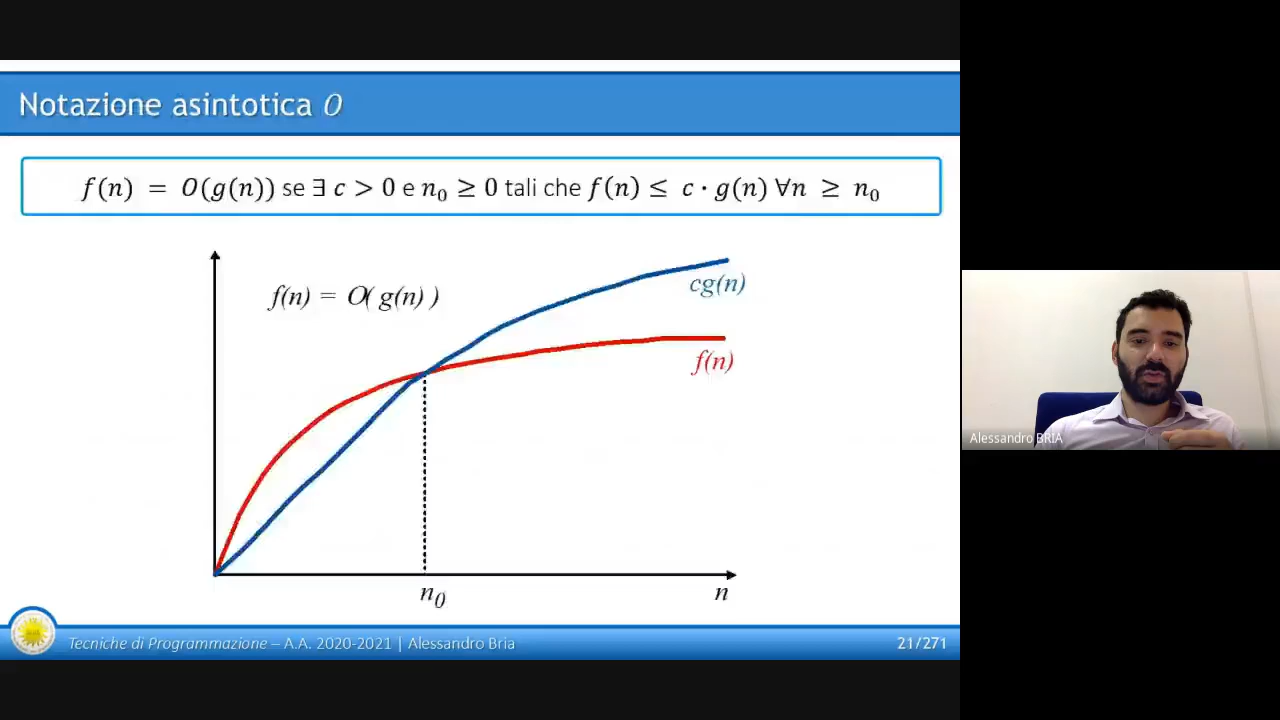 Notazione asintotica O
f(n) = O(g(n)) se ∃ c > 0 e n₀ ≥ 0 tali che f(n) ≤ c · g(n) ∀n ≥ n₀
f(n) = O( g(n) )
cg(n)
f(n)
n₀
n
Alessandro BRIA
Tecniche di Programmazione – A.A. 2020-2021 | Alessandro Bria
21/271